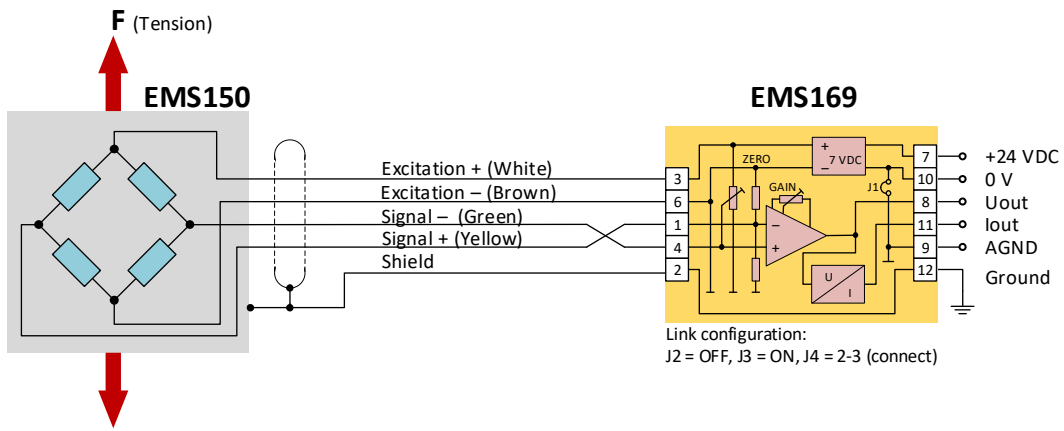 F (Tension)
EMS150
EMS169
Excitation + (White)
Excitation – (Brown)
Signal – (Green)
Signal + (Yellow)
Shield
3
6
1
4
2
ZERO
GAIN
+
7 VDC
–
J1
–
+
U
I
7
10
8
11
9
12
+24 VDC
0 V
Uout
Iout
AGND
Ground
Link configuration:
J2 = OFF, J3 = ON, J4 = 2-3 (connect)